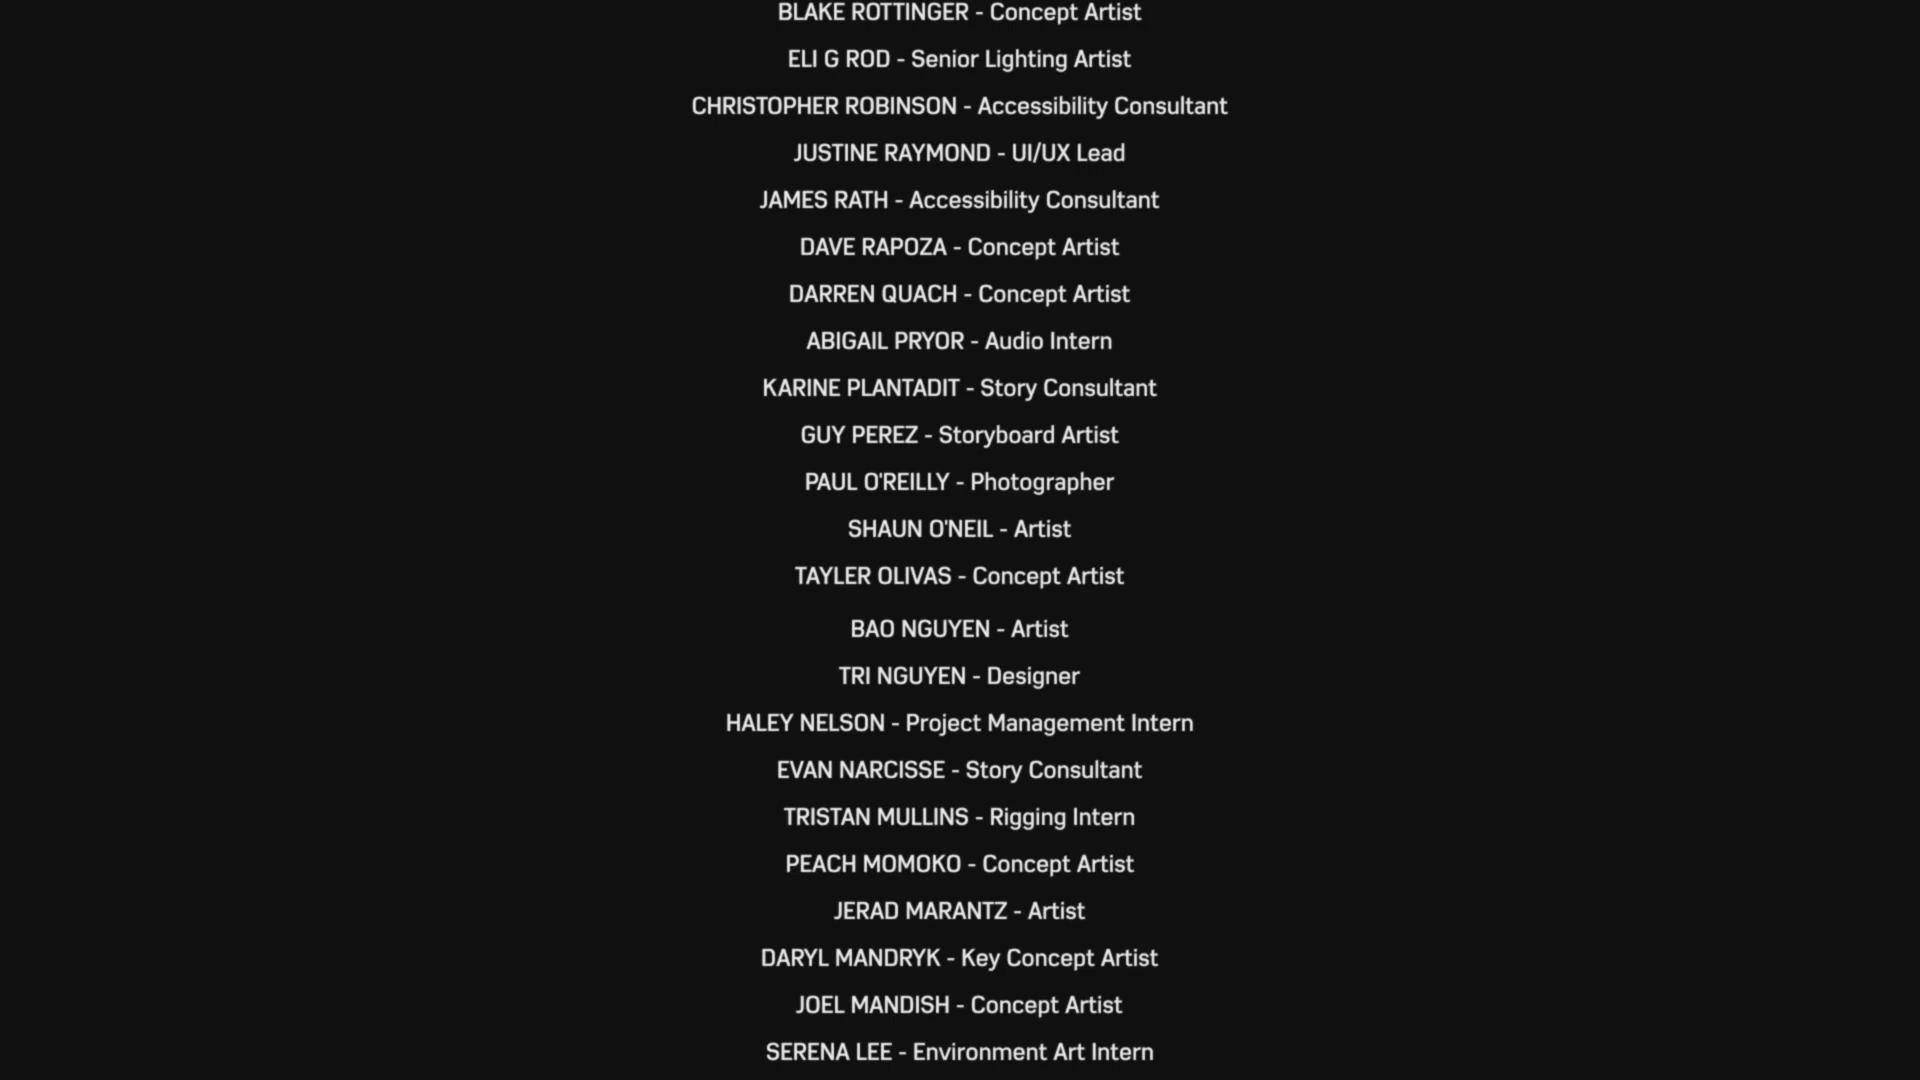 BLAKE ROTTINGER - Concept Artist
ELI G ROD - Senior Lighting Artist
CHRISTOPHER ROBINSON - Accessibility Consultant
JUSTINE RAYMOND - UI/UX Lead
JAMES RATH - Accessibility Consultant
DAVE RAPOZA - Concept Artist
DARREN QUACH - Concept Artist
ABIGAIL PRYOR - Audio Intern
KARINE PLANTADIT - Story Consultant
GUY PEREZ - Storyboard Artist
PAUL O'REILLY - Photographer
SHAUN O'NEIL - Artist
TAYLER OLIVAS - Concept Artist
BAO NGUYEN - Artist
TRI NGUYEN - Designer
HALEY NELSON - Project Management Intern
EVAN NARCISSE - Story Consultant
TRISTAN MULLINS - Rigging Intern
PEACH MOMOKO - Concept Artist
JERAD MARANTZ - Artist
DARYL MANDRYK - Key Concept Artist
JOEL MANDISH - Concept Artist
SERENA LEE - Environment Art Intern